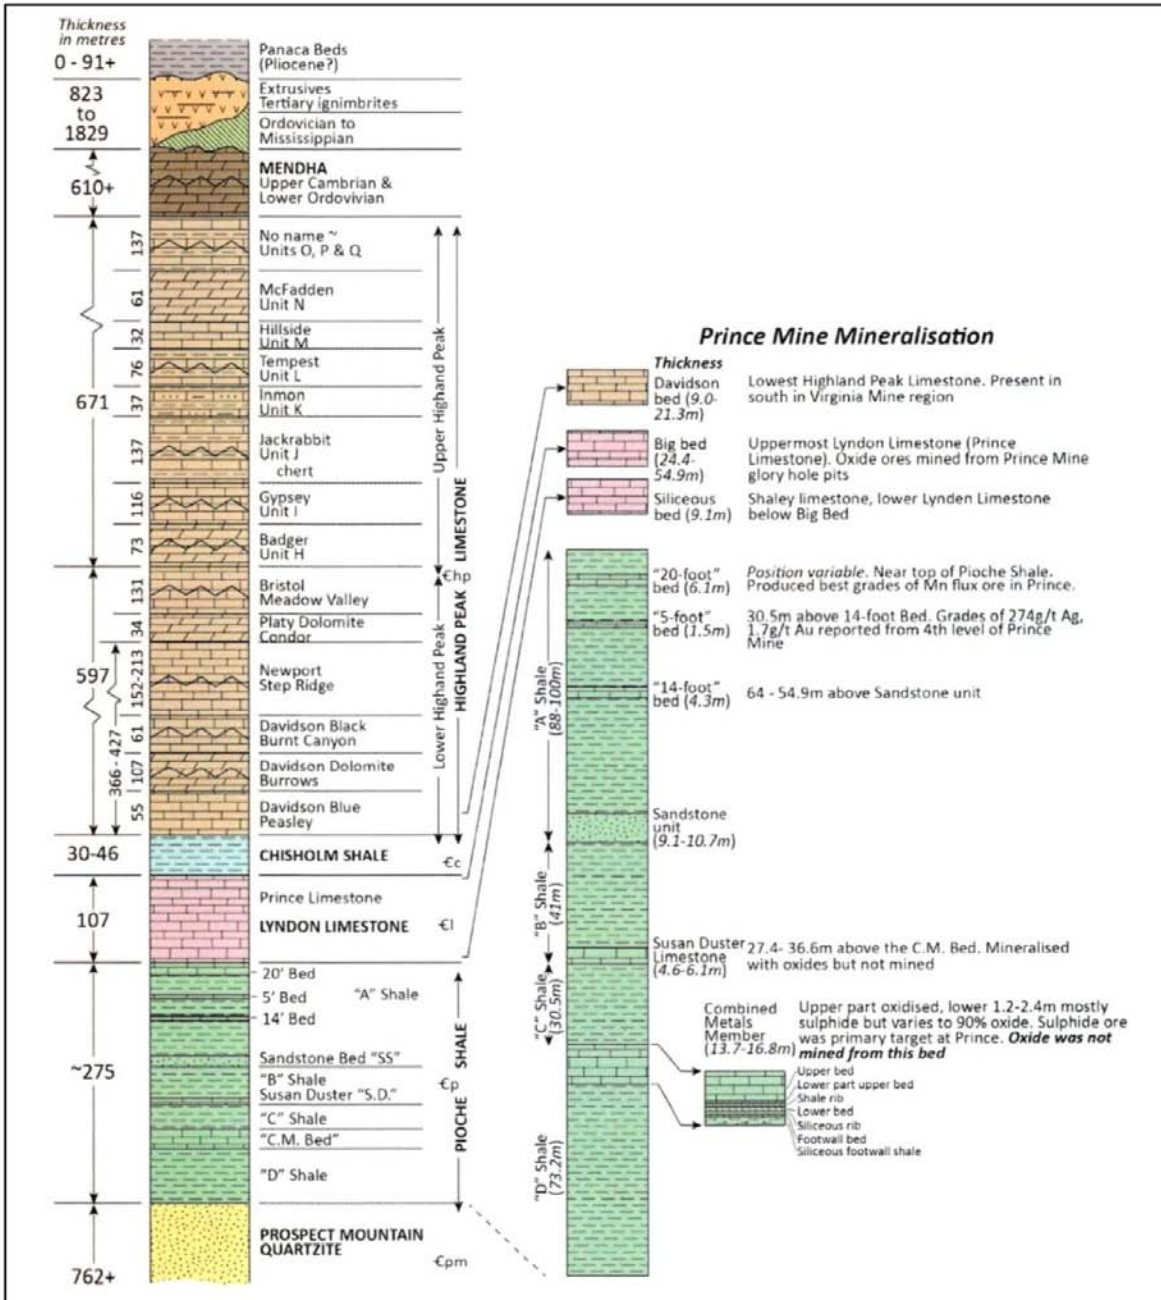 Thickness
in metres
0 - 91+
823
to
1829
610+
671
597
366 - 427
30-46
107
~275
762+
137
61
32
76
37
137
116
73
131
34
152-213
61
107
55
Panaca Beds
(Pliocene?)
Extrusives
Tertiary ignimbrites
Ordovician to
Mississippian
MENDHA
Upper Cambrian &
Lower Ordovivian
No name ~
Units O, P & Q
McFadden
Unit N
Hillside
Unit M
Tempest
Unit L
Inmon
Unit K
Jackrabbit
Unit J
chert
Gypsey
Unit I
Badger
Unit H
Bristol
Meadow Valley
Platy Dolomite
Condor
Newport
Step Ridge
Davidson Black
Burnt Canyon
Davidson Dolomite
Burrows
Davidson Blue
Peasley
Upper Highand Peak
Lower Highand Peak
HIGHLAND PEAK LIMESTONE
€hp
CHISHOLM SHALE
€c
Prince Limestone
LYNDON LIMESTONE
€l
20' Bed
5' Bed
"A" Shale
14' Bed
Sandstone Bed "SS"
"B" Shale
Susan Duster "S.D."
"C" Shale
"C.M. Bed"
"D" Shale
€p
PIOCHE SHALE
PROSPECT MOUNTAIN
QUARTZITE
€pm
Prince Mine Mineralisation
Thickness
Davidson
bed (9.0-
21.3m)
Lowest Highland Peak Limestone. Present in
south in Virginia Mine region
Big bed
(24.4-
54.9m)
Uppermost Lyndon Limestone (Prince
Limestone). Oxide ores mined from Prince Mine
glory hole pits
Siliceous
bed (9.1m)
Shaley limestone, lower Lynden Limestone
below Big Bed
"20-foot"
bed (6.1m)
Position variable. Near top of Pioche Shale.
Produced best grades of Mn flux ore in Prince.
"5-foot"
bed (1.5m)
30.5m above 14-foot Bed. Grades of 274g/t Ag,
1.7g/t Au reported from 4th level of Prince
Mine
"14-foot"
bed (4.3m)
64 - 54.9m above Sandstone unit
"A" Shale
(88-100m)
Sandstone
unit
(9.1-10.7m)
"B" Shale
(41m)
Susan Duster
Limestone
(4.6-6.1m)
27.4- 36.6m above the C.M. Bed. Mineralised
with oxides but not mined
"C" Shale
(30.5m)
Combined
Metals
Member
(13.7-16.8m)
Upper part oxidised, lower 1.2-2.4m mostly
sulphide but varies to 90% oxide. Sulphide ore
was primary target at Prince. Oxide was not
mined from this bed
Upper bed
Lower part upper bed
Shale rib
Lower bed
Siliceous rib
Footwall bed
Siliceous footwall shale
"D" Shale
(73.2m)